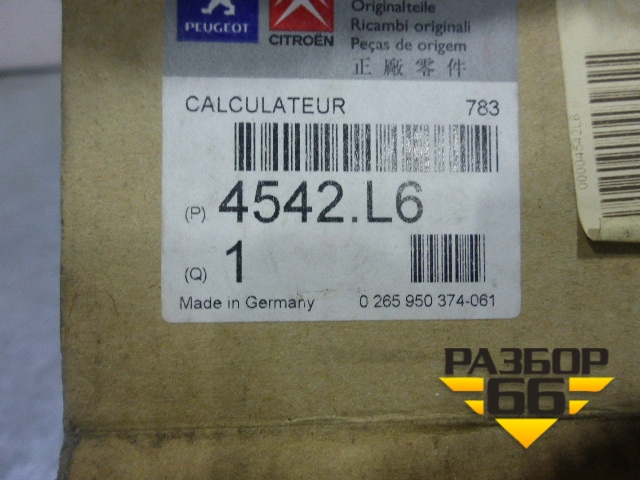 PEUGEOT
CITROËN
Originalteile
Ricambi originali
Peças de origem
正廠零件
CALCULATEUR 783
(P) 4542.L6
(Q) 1
Made in Germany 0 265 950 374-061
00004542L6
РАЗБОР
66